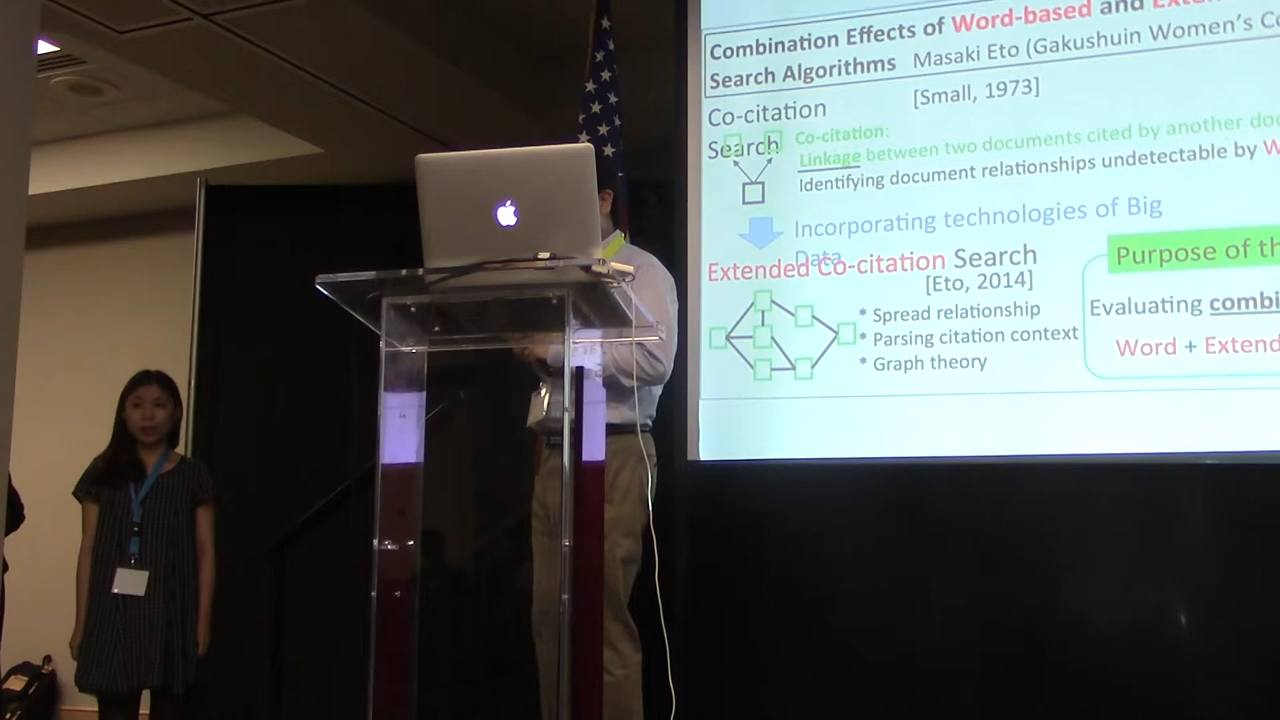 Combination Effects of Word-based and
Search Algorithms Masaki Eto (Gakushuin Women's
[Small, 1973]
Co-citation
Search
Co-citation:
Linkage between two documents cited by another
Identifying document relationships undetectable by
Incorporating technologies of Big
Data
Extended Co-citation Search
[Eto, 2014]
* Spread relationship
* Parsing citation context
* Graph theory
Purpose of
Evaluating
Word + Extend